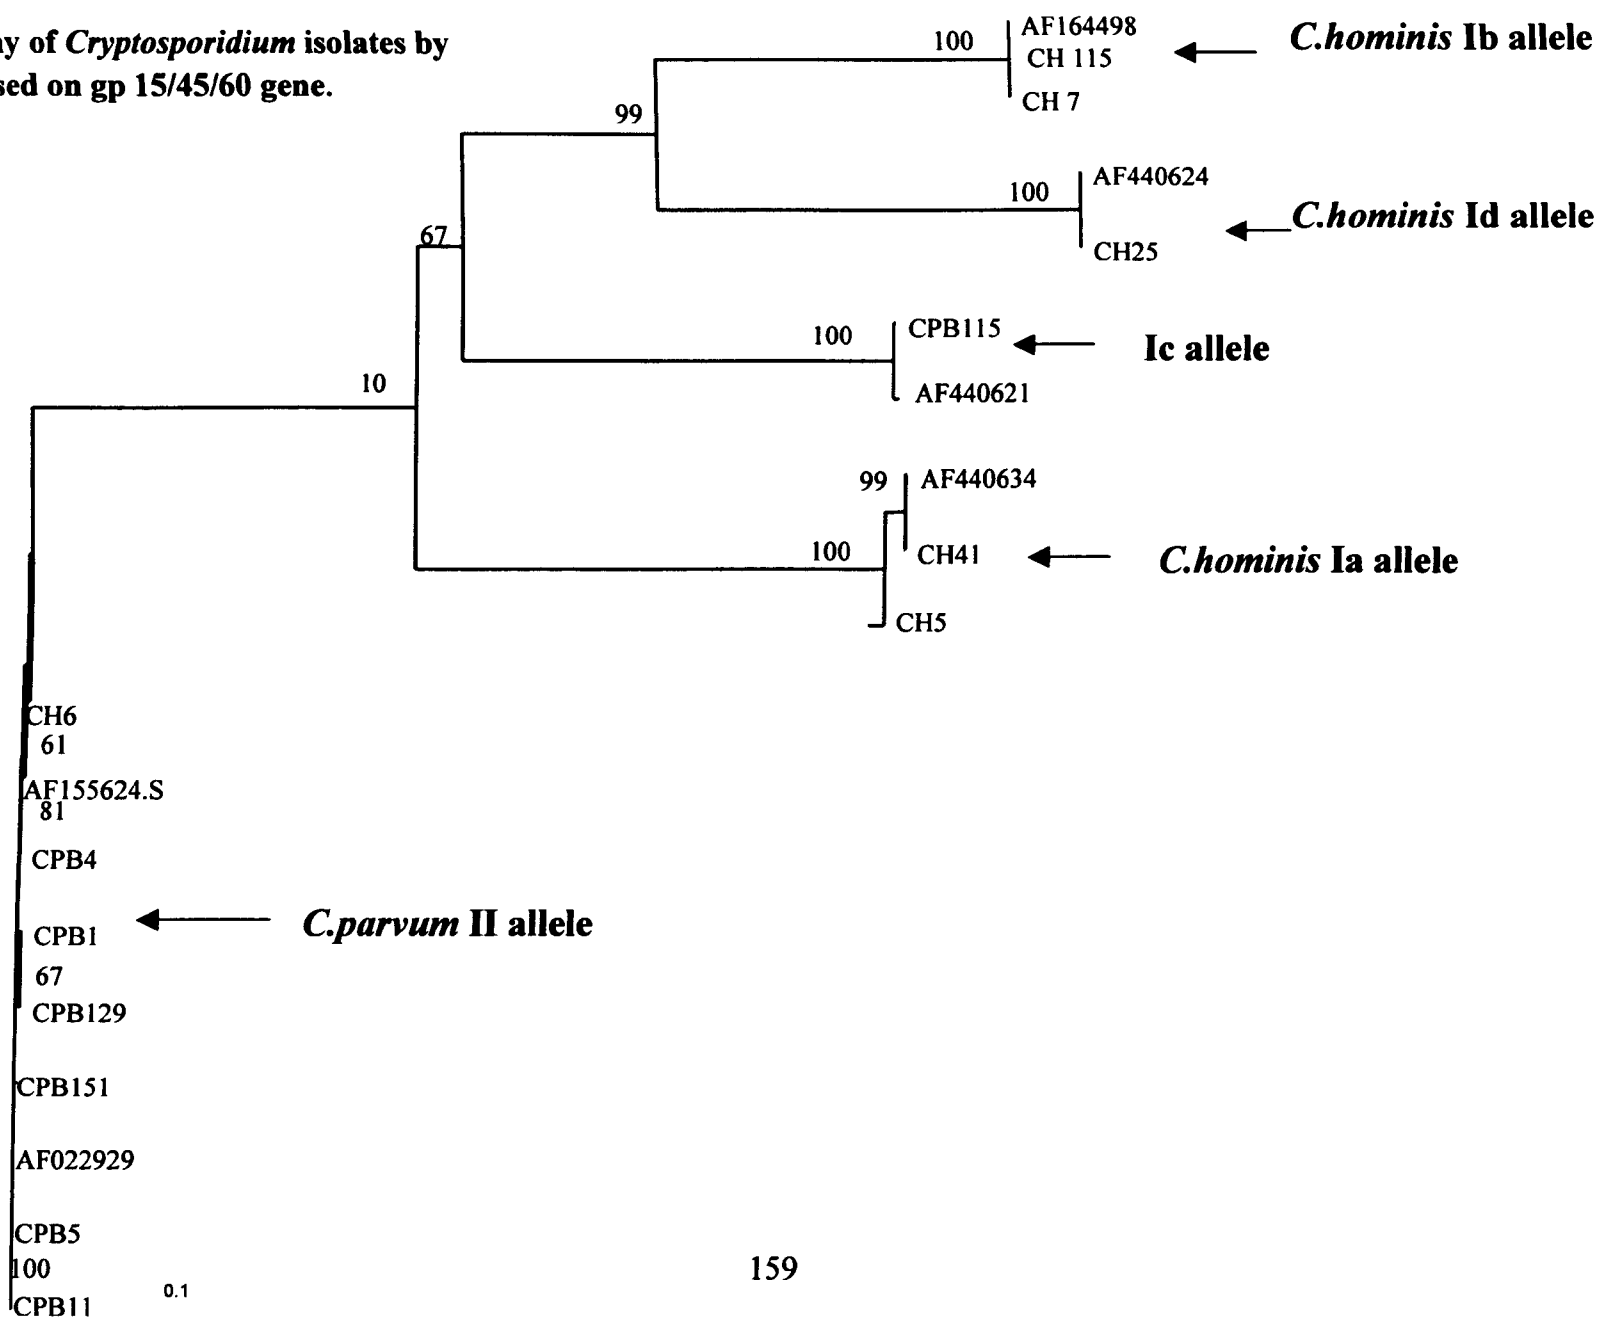 of Cryptosporidium isolates by
on gp 15/45/60 gene.
AF164498
100
CH 115
C.hominis Ib allele
CH 7
99
AF440624
100
C.hominis Id allele
CH25
67
CPB115
100
Ic allele
AF440621
10
99
AF440634
100
CH41
C.hominis Ia allele
CH5
CH6
61
AF155624.S
81
CPB4
CPB1
C.parvum II allele
67
CPB129
CPB151
AF022929
CPB5
100
0.1
CPB11
159